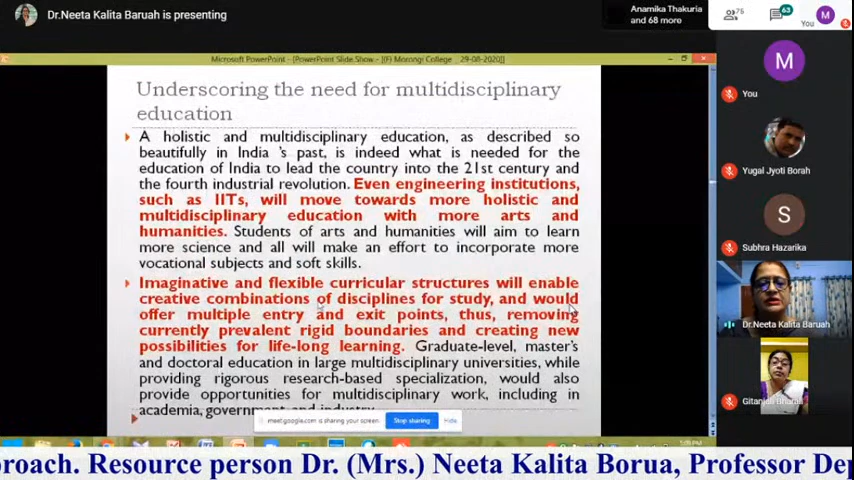 Dr.Neeta Kalita Baruah is presenting
Anamika Thakuria
and 68 more
75
63
You
M
Microsoft PowerPoint - [PowerPoint Slide Show - [(F) Morongi College _29-08-2020]]
Underscoring the need for multidisciplinary
education
A holistic and multidisciplinary education, as described so
beautifully in India 's past, is indeed what is needed for the
education of India to lead the country into the 21st century and
the fourth industrial revolution. Even engineering institutions,
such as IITs, will move towards more holistic and
multidisciplinary education with more arts and
humanities. Students of arts and humanities will aim to learn
more science and all will make an effort to incorporate more
vocational subjects and soft skills.
Imaginative and flexible curricular structures will enable
creative combinations of disciplines for study, and would
offer multiple entry and exit points, thus, removing
currently prevalent rigid boundaries and creating new
possibilities for life-long learning. Graduate-level, master's
and doctoral education in large multidisciplinary universities, while
providing rigorous research-based specialization, would also
provide opportunities for multidisciplinary work, including in
academia, government, and industry.
meet.google.com is sharing your screen.
Stop sharing
Hide
M
You
Yugal Jyoti Borah
S
Subhra Hazarika
Dr.Neeta Kalita Baruah
Gitanjali
5:09 PM
roach. Resource person Dr. (Mrs.) Neeta Kalita Borua, Professor Dep